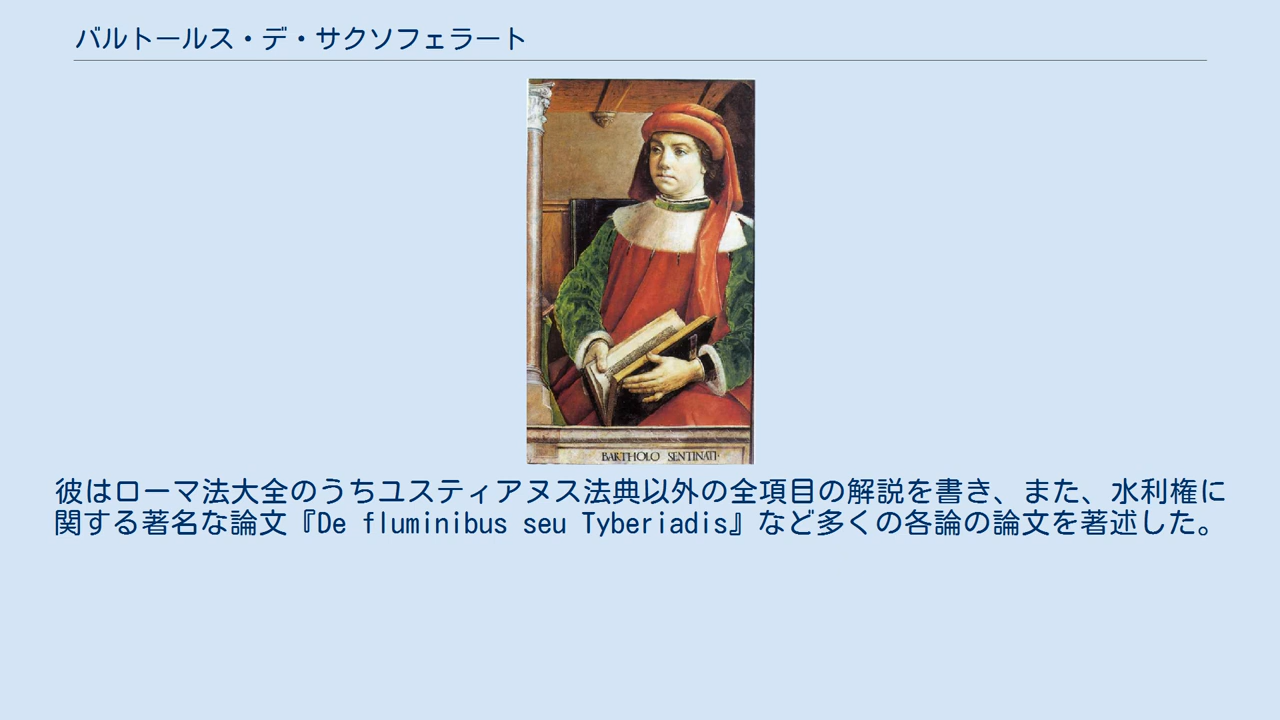 バルトールス・デ・サクソフェラート
BARTHOLO SENTINATI·
彼はローマ法大全のうちユスティアヌス法典以外の全項目の解説を書き、また、水利権に
関する著名な論文『De fluminibus seu Tyberiadis』など多くの各論の論文を著述した。